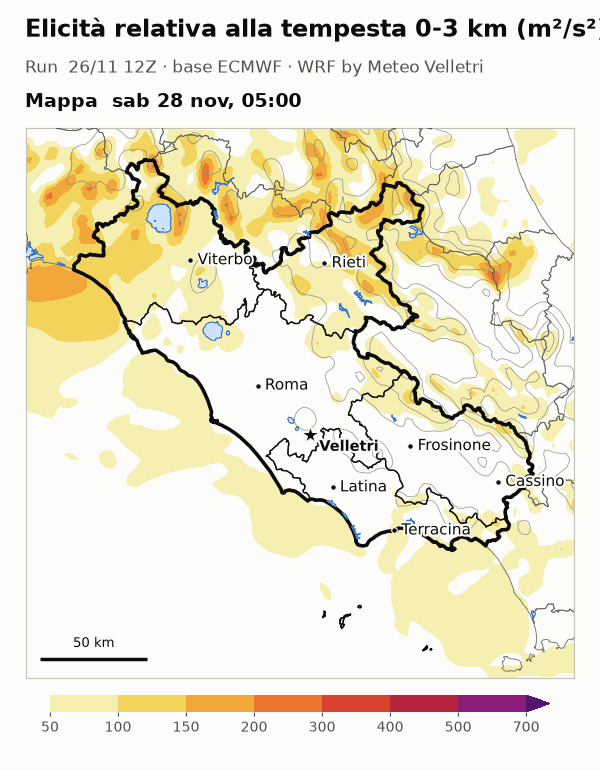 Elicità relativa alla tempesta 0-3 km (m²/s²)
Run  26/11 12Z · base ECMWF · WRF by Meteo Velletri
Mappa  sab 28 nov, 05:00
Viterbo
Rieti
Roma
Velletri
Frosinone
Cassino
Latina
Terracina
50 km
50 100 150 200 300 400 500 700